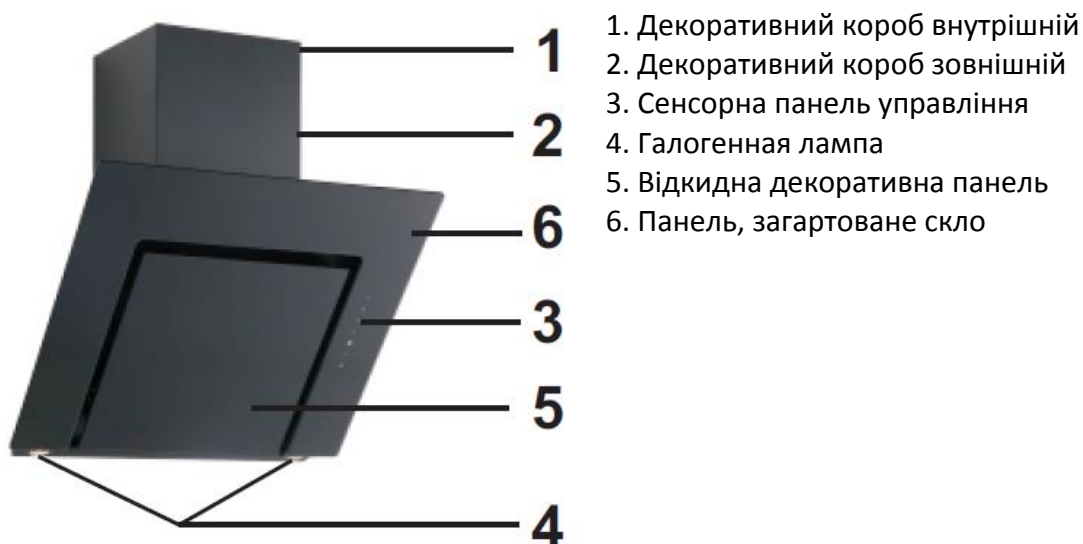 1. Декоративний короб внутрішній
2. Декоративний короб зовнішній
3. Сенсорна панель управління
4. Галогенная лампа
5. Відкидна декоративна панель
6. Панель, загартоване скло
1
2
6
3
5
4